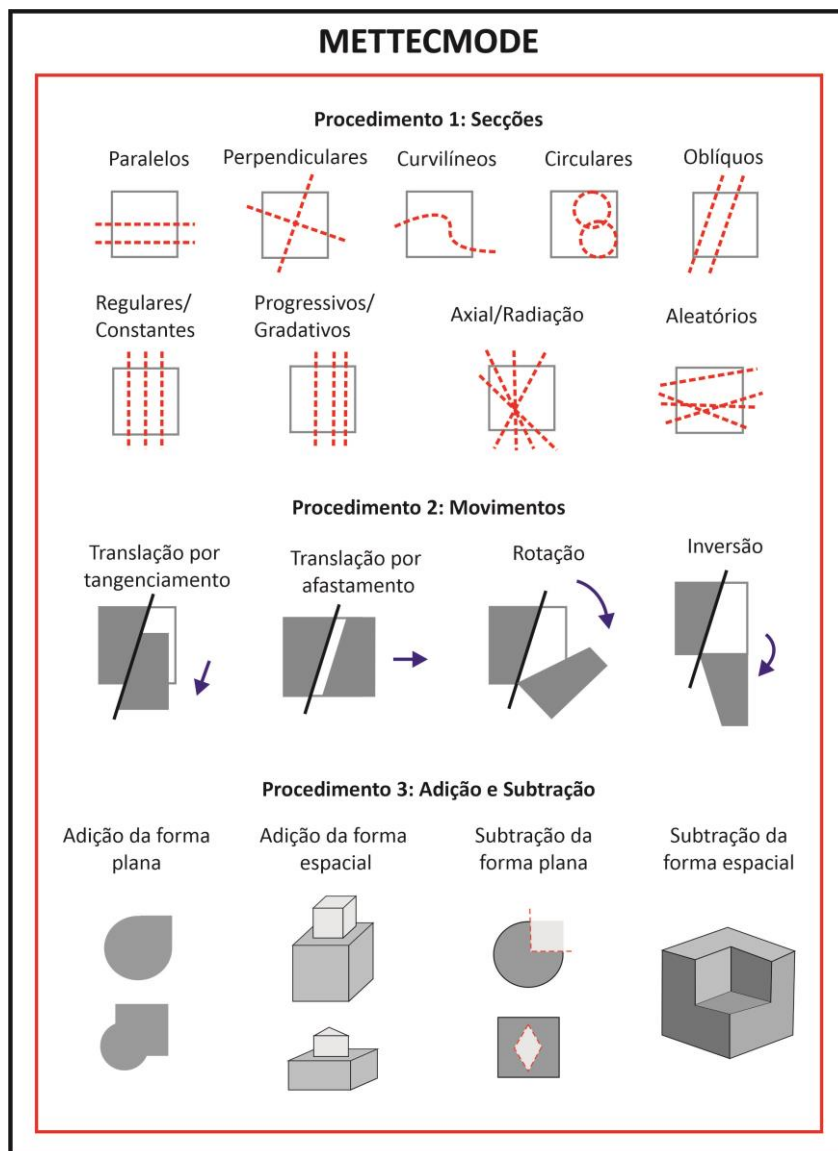 METTECMODE
Procedimento 1: Secções
Paralelos
Perpendiculares
Curvilíneos
Circulares
Oblíquos
Regulares/
Constantes
Progressivos/
Gradativos
Axial/Radiação
Aleatórios
Procedimento 2: Movimentos
Translação por
tangenciamento
Translação por
afastamento
Rotação
Inversão
Procedimento 3: Adição e Subtração
Adição da forma
plana
Adição da forma
espacial
Subtração da
forma plana
Subtração da
forma espacial